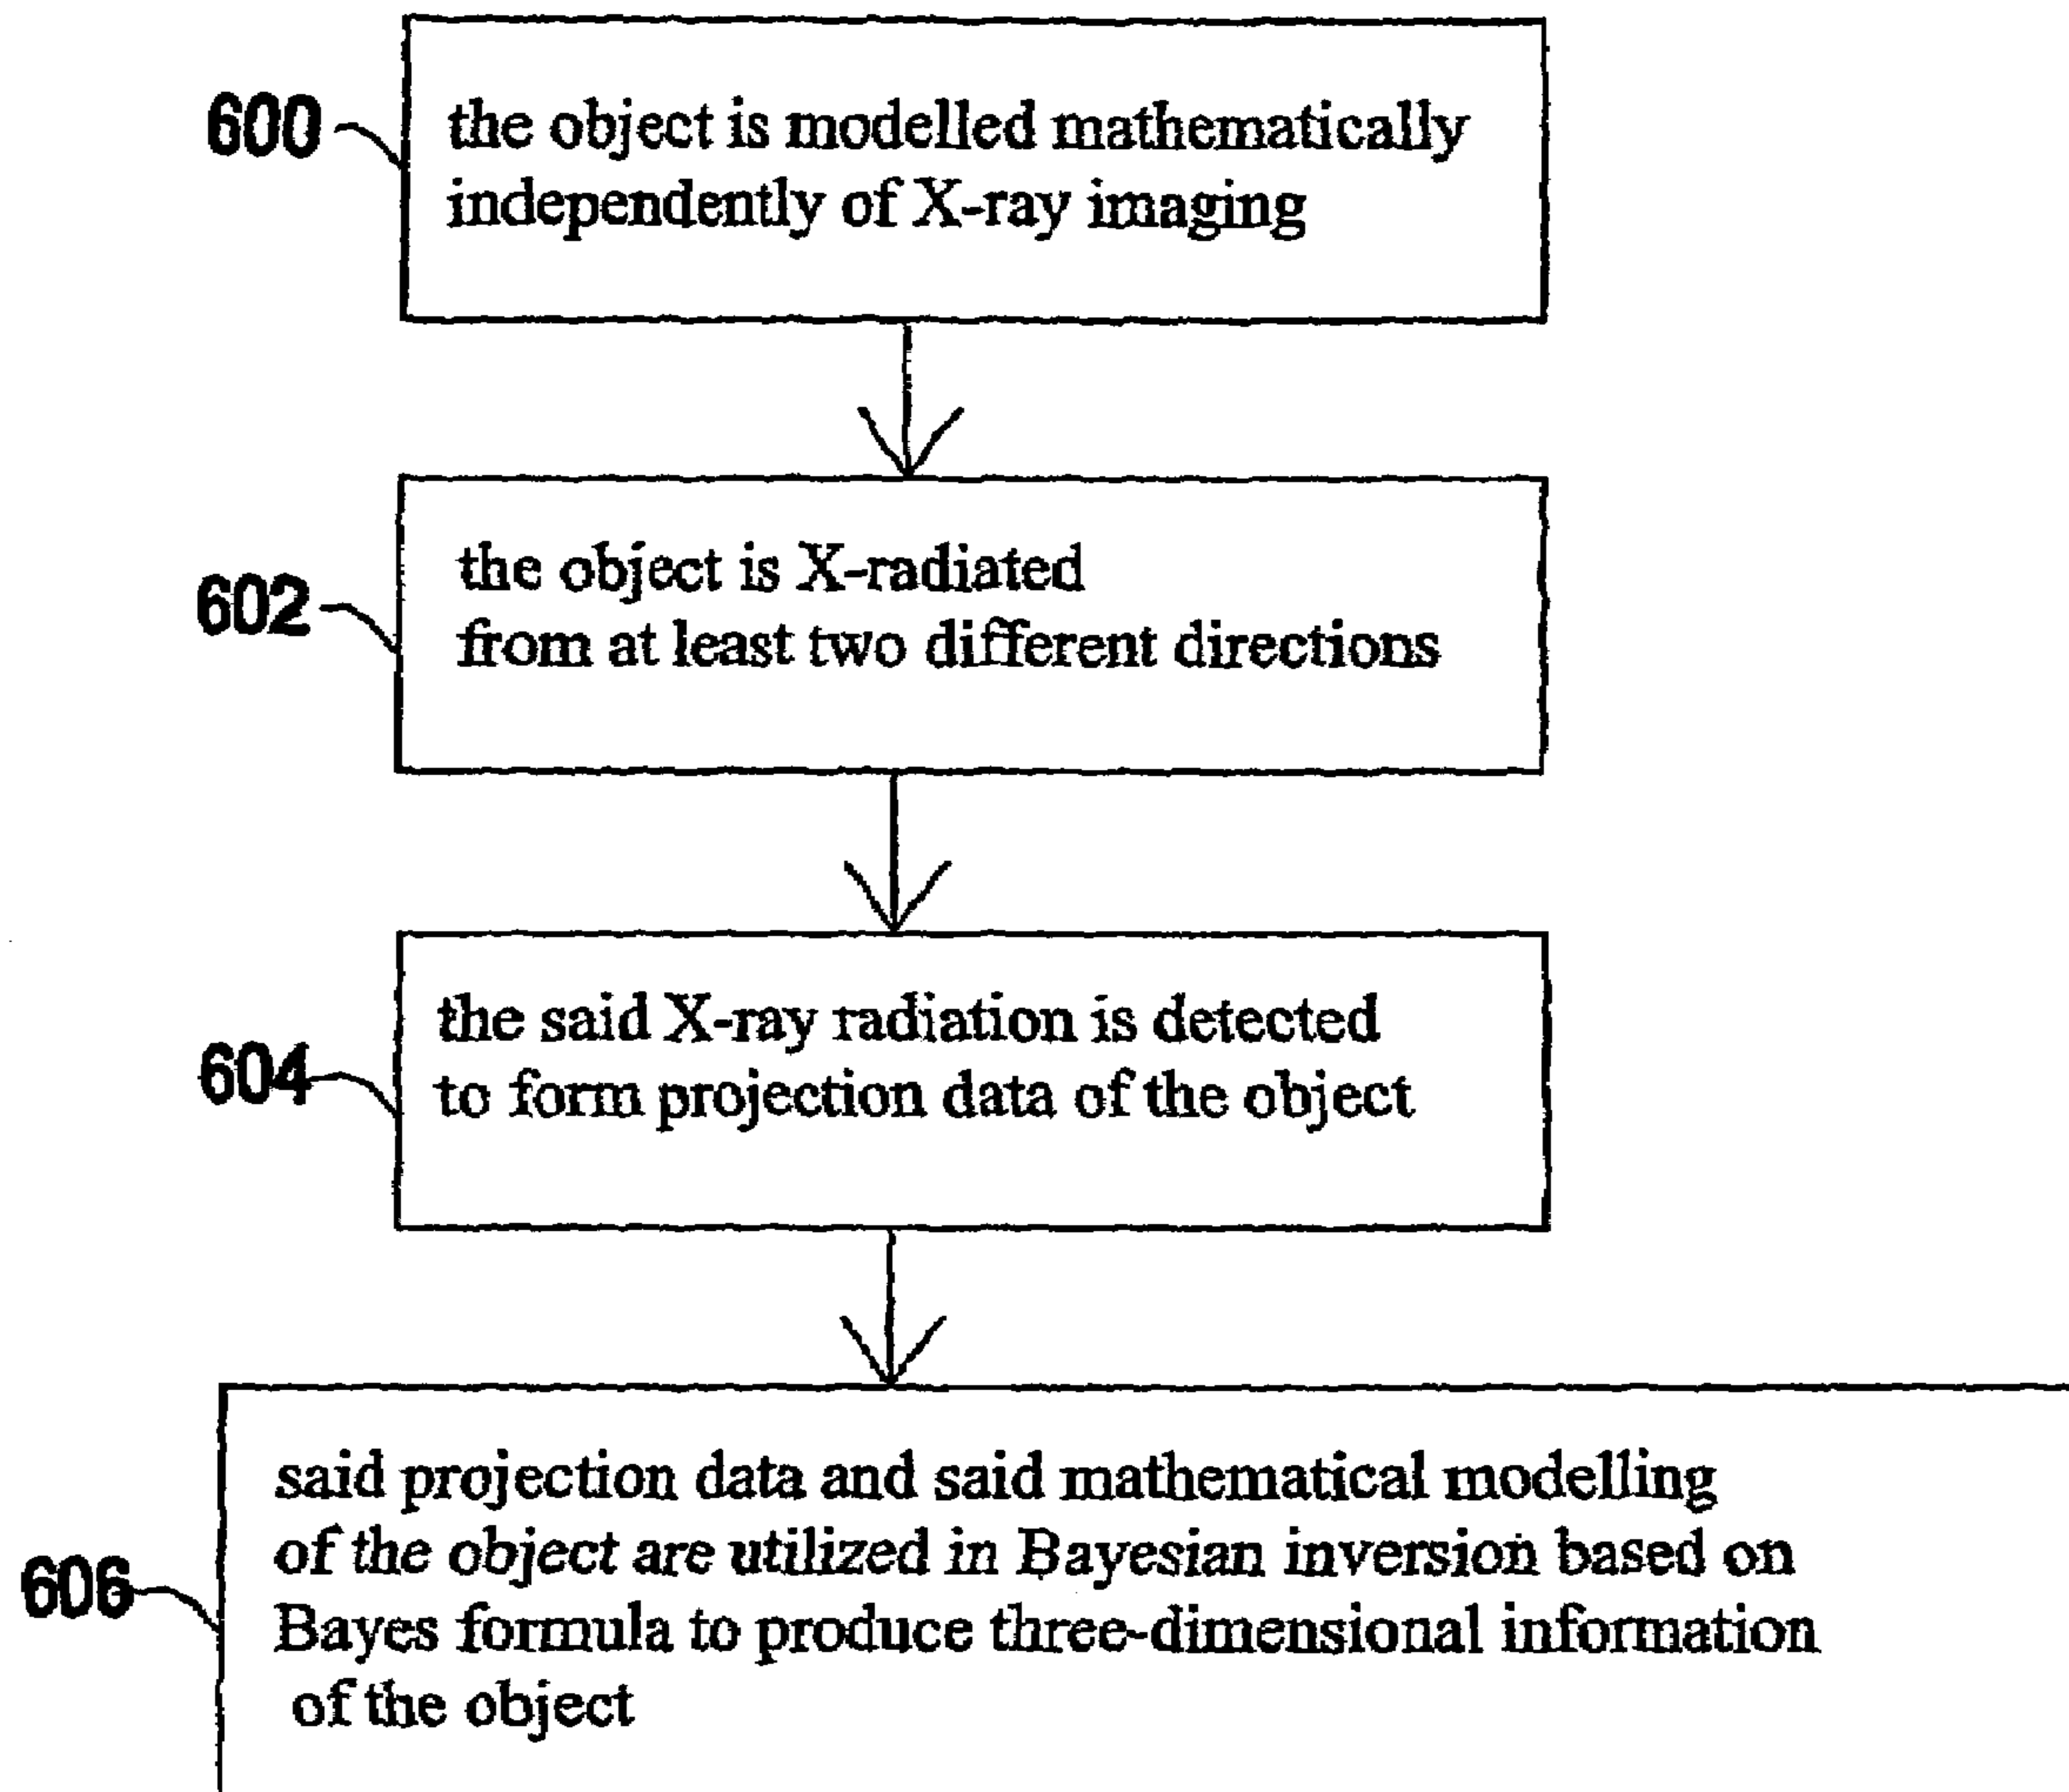 600
the object is modelled mathematically
independently of X-ray imaging
602
the object is X-radiated
from at least two different directions
604
the said X-ray radiation is detected
to form projection data of the object
606
said projection data and said mathematical modelling
of the object are utilized in Bayesian inversion based on
Bayes formula to produce three-dimensional information
of the object